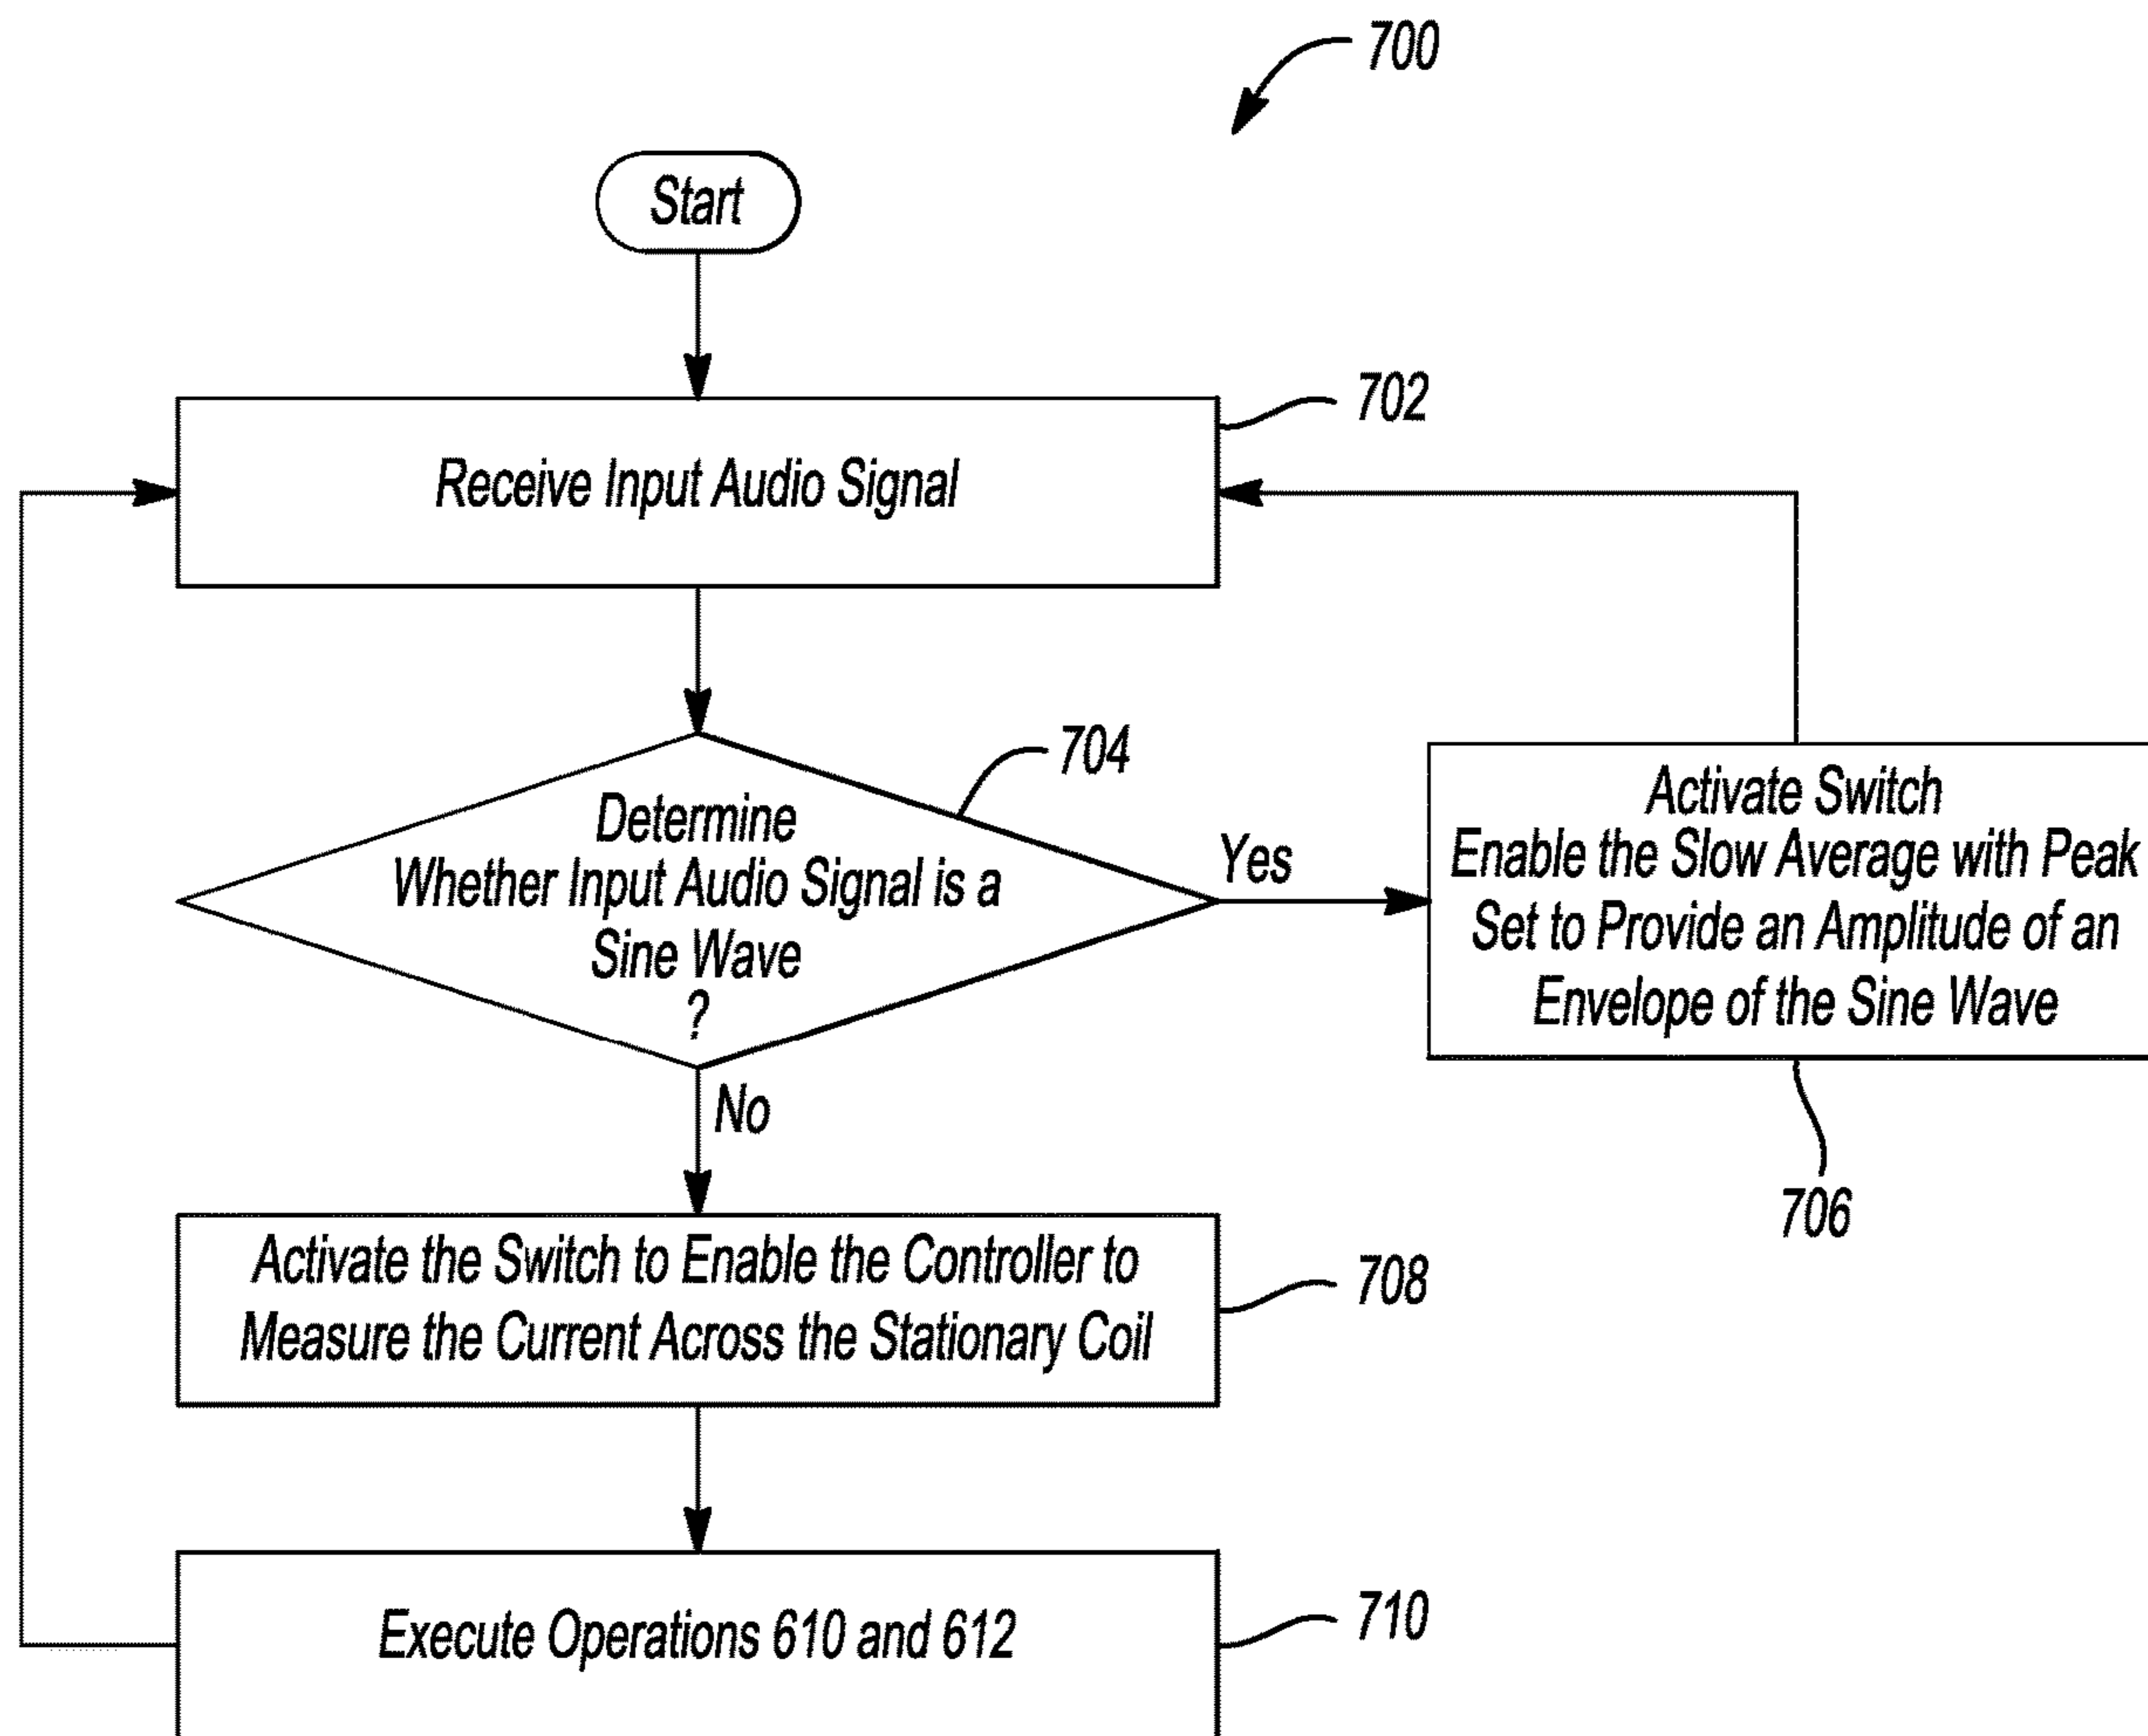 700
Start
702
Receive Input Audio Signal
704
Determine
Whether Input Audio Signal is a
Sine Wave
?
Yes
Activate Switch
Enable the Slow Average with Peak
Set to Provide an Amplitude of an
Envelope of the Sine Wave
706
No
Activate the Switch to Enable the Controller to
Measure the Current Across the Stationary Coil
708
Execute Operations 610 and 612
710